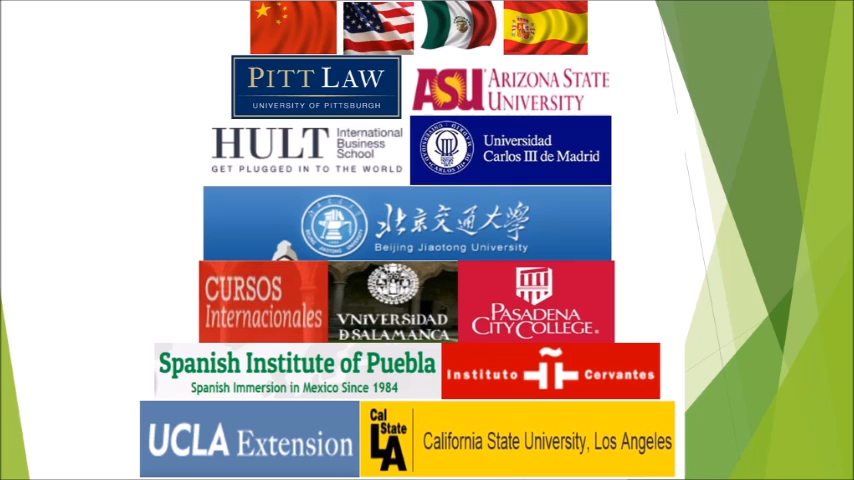 PITT LAW
UNIVERSITY OF PITTSBURGH
ASU ARIZONA STATE
UNIVERSITY
HULT International
Business
School
GET PLUGGED IN TO THE WORLD
Universidad
Carlos III de Madrid
北京交通大學
Beijing Jiaotong University
CURSOS
Internacionales
VNIVERSIDAD
D SALAMANCA
PASADENA
CITY COLLEGE
Spanish Institute of Puebla
Spanish Immersion in Mexico Since 1984
Instituto Cervantes
UCLA Extension
Cal
State
LA
California State University, Los Angeles